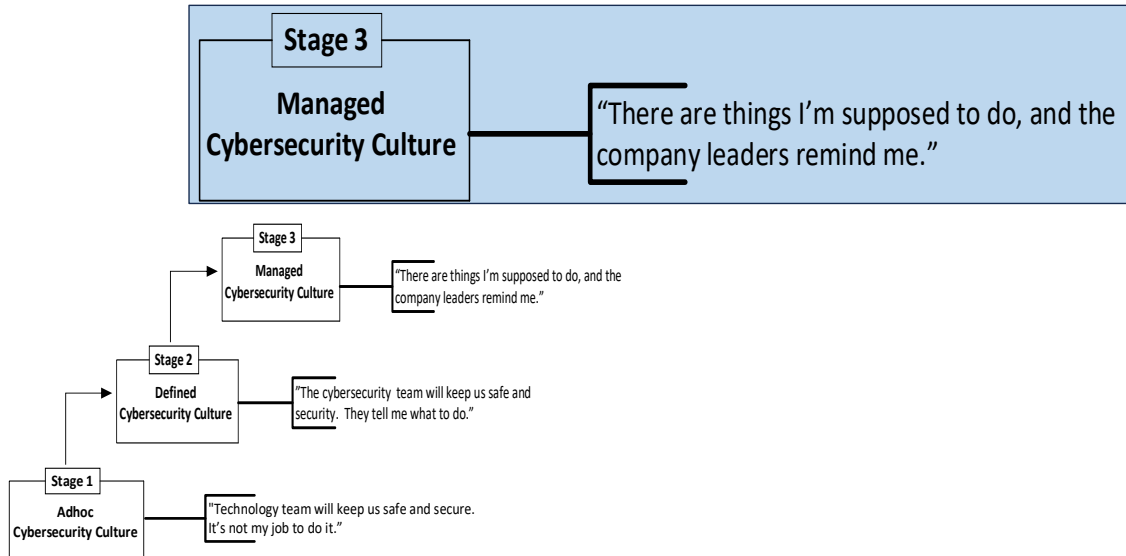 Stage 3
Managed
Cybersecurity Culture
“There are things I’m supposed to do, and the
company leaders remind me.”
Stage 3
Managed
Cybersecurity Culture
“There are things I’m supposed to do, and the
company leaders remind me.”
Stage 2
Defined
Cybersecurity Culture
”The cybersecurity team will keep us safe and
security. They tell me what to do.”
Stage 1
Adhoc
Cybersecurity Culture
"Technology team will keep us safe and secure.
It’s not my job to do it.”